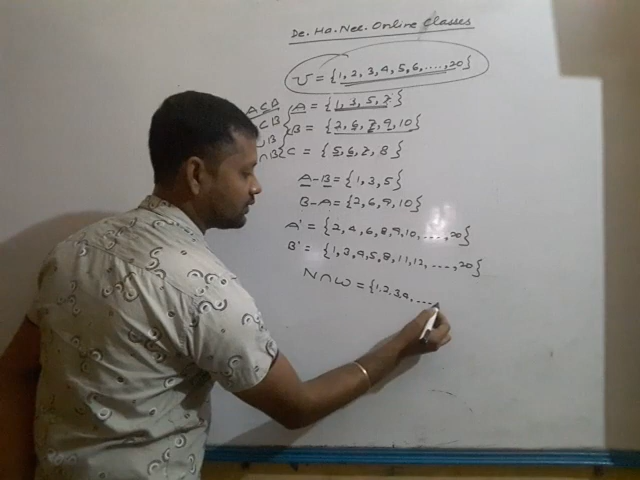 De. Ha. Nee. Online Classes
U = {1, 2, 3, 4, 5, 6, ...., 20}
A = {1, 3, 5, 7}
B = {2, 6, 7, 9, 10}
C = {5, 6, 7, 8}
A-B = {1, 3, 5}
B-A = {2, 6, 9, 10}
A' = {2, 4, 6, 8, 9, 10, ...., 20}
B' = {1, 3, 4, 5, 8, 11, 12, ...., 20}
N∩W = {1, 2, 3, 4, .....